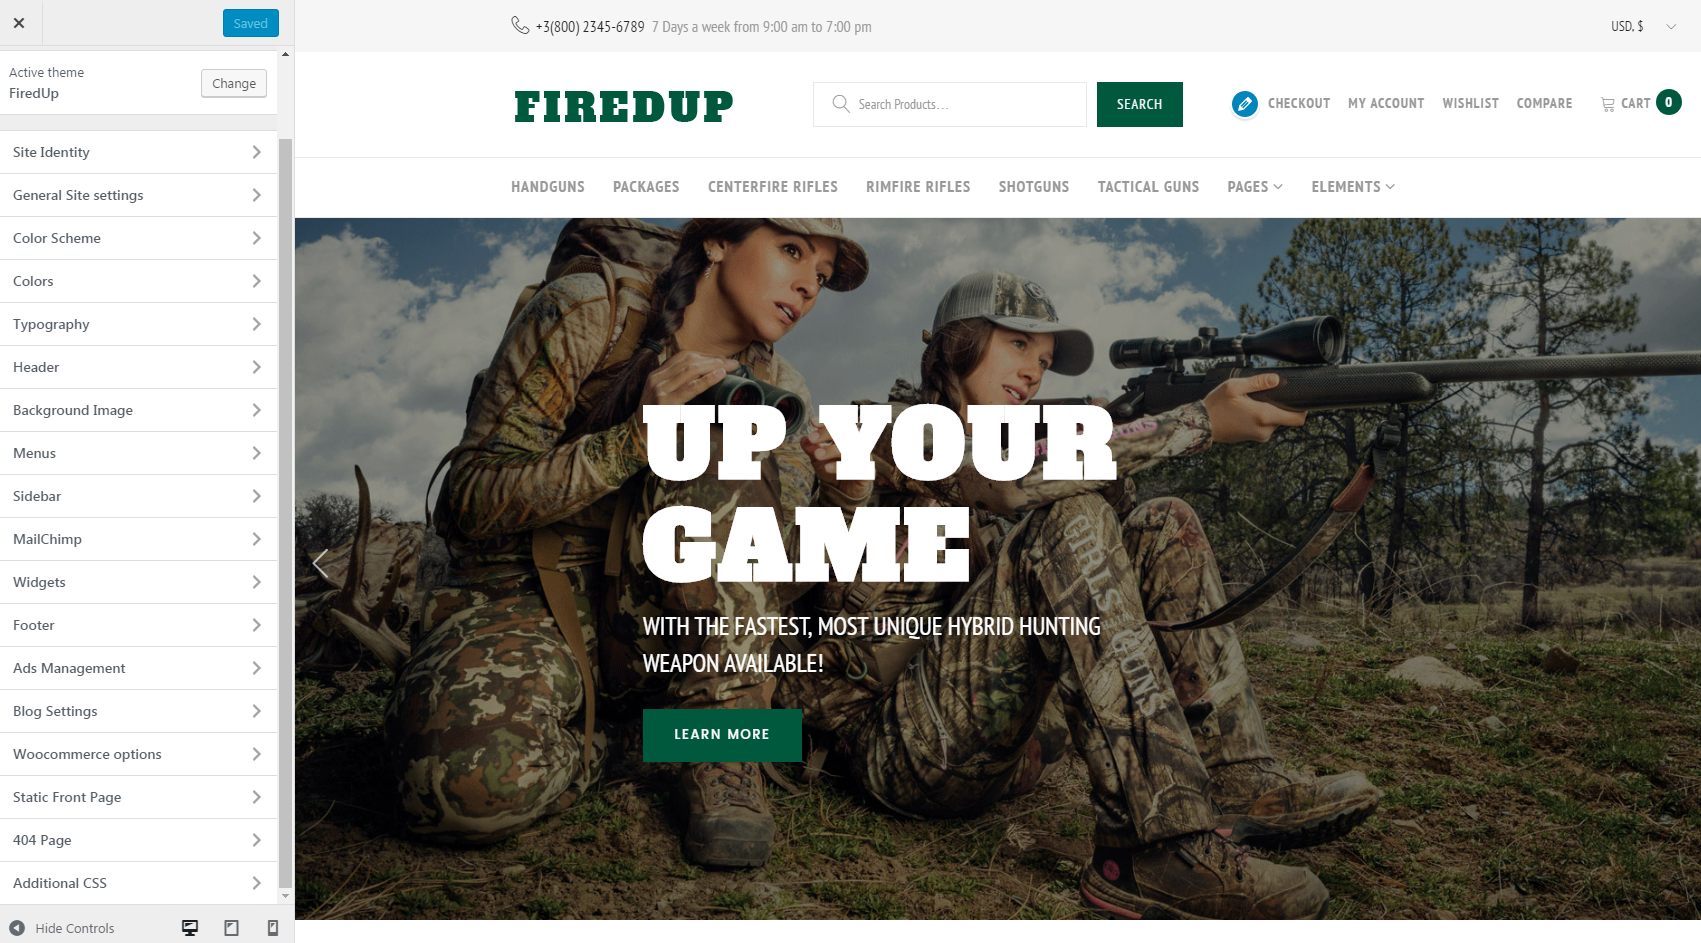 Saved
Active theme
FiredUp
Change
Site Identity
General Site settings
Color Scheme
Colors
Typography
Header
Background Image
Menus
Sidebar
MailChimp
Widgets
Footer
Ads Management
Blog Settings
Woocommerce options
Static Front Page
404 Page
Additional CSS
Hide Controls
+3(800) 2345-6789 7 Days a week from 9:00 am to 7:00 pm
USD, $
FIREDUP
Search Products...
SEARCH
CHECKOUT MY ACCOUNT WISHLIST COMPARE CART 0
HANDGUNS PACKAGES CENTERFIRE RIFLES RIMFIRE RIFLES SHOTGUNS TACTICAL GUNS PAGES ELEMENTS
UP YOUR
GAME
WITH THE FASTEST, MOST UNIQUE HYBRID HUNTING
WEAPON AVAILABLE!
LEARN MORE
GIRLS GUNS